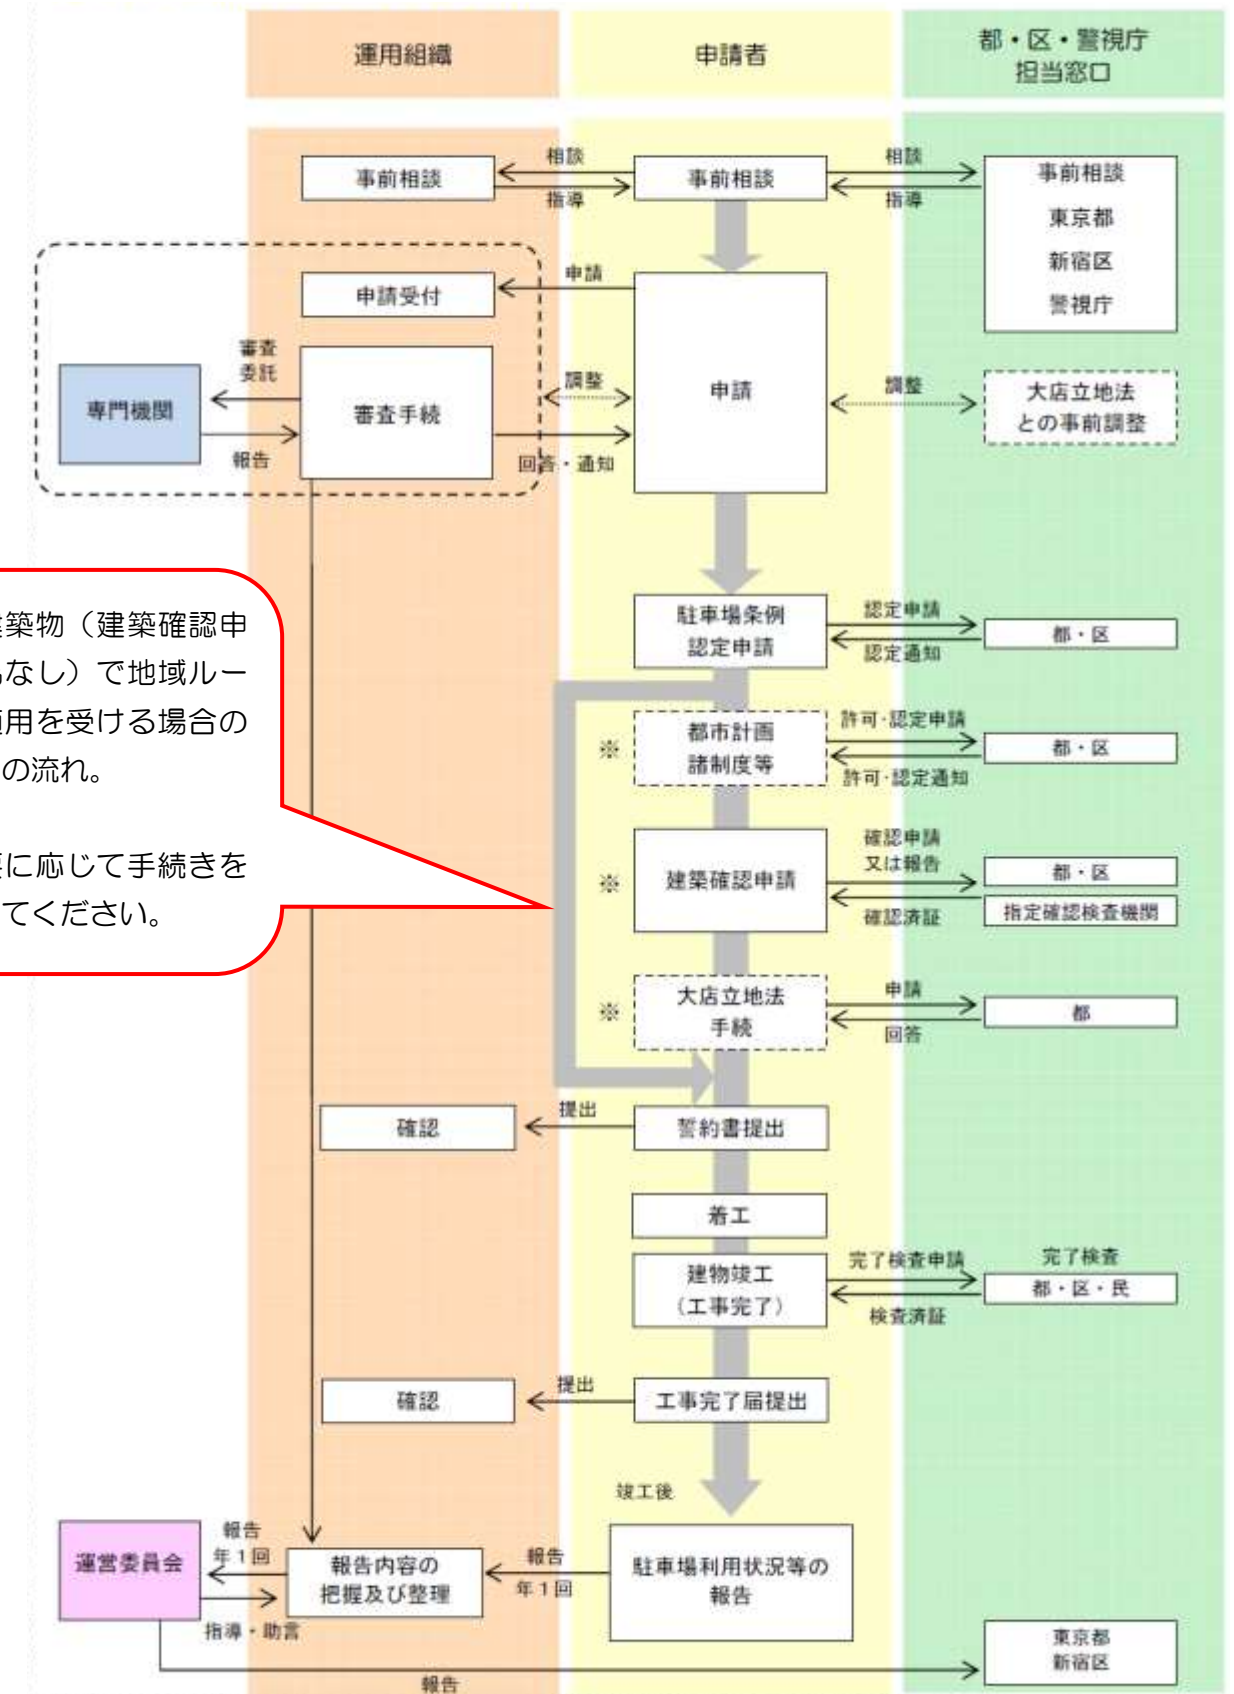 運用組織
申請者
都・区・警視庁
担当窓口
事前相談
相談
指導
事前相談
相談
指導
事前相談
東京都
新宿区
警視庁
申請受付
申請
審査
委託
専門機関
報告
審査手続
調整
回答・通知
申請
調整
大店立地法
との事前調整
築物（建築確認申
なし）で地域ルー
用を受ける場合の
の流れ。
に応じて手続きを
てください。
駐車場条例
認定申請
認定申請
認定通知
都・区
※
都市計画
諸制度等
許可・認定申請
許可・認定通知
都・区
※
建築確認申請
確認申請
又は報告
確認済証
都・区
指定確認検査機関
※
大店立地法
手続
申請
回答
都
確認
提出
誓約書提出
着工
建物竣工
（工事完了）
完了検査申請
検査済証
完了検査
都・区・民
確認
提出
工事完了届提出
竣工後
運営委員会
報告
年１回
指導・助言
報告内容の
把握及び整理
報告
年１回
駐車場利用状況等の
報告
報告
東京都
新宿区